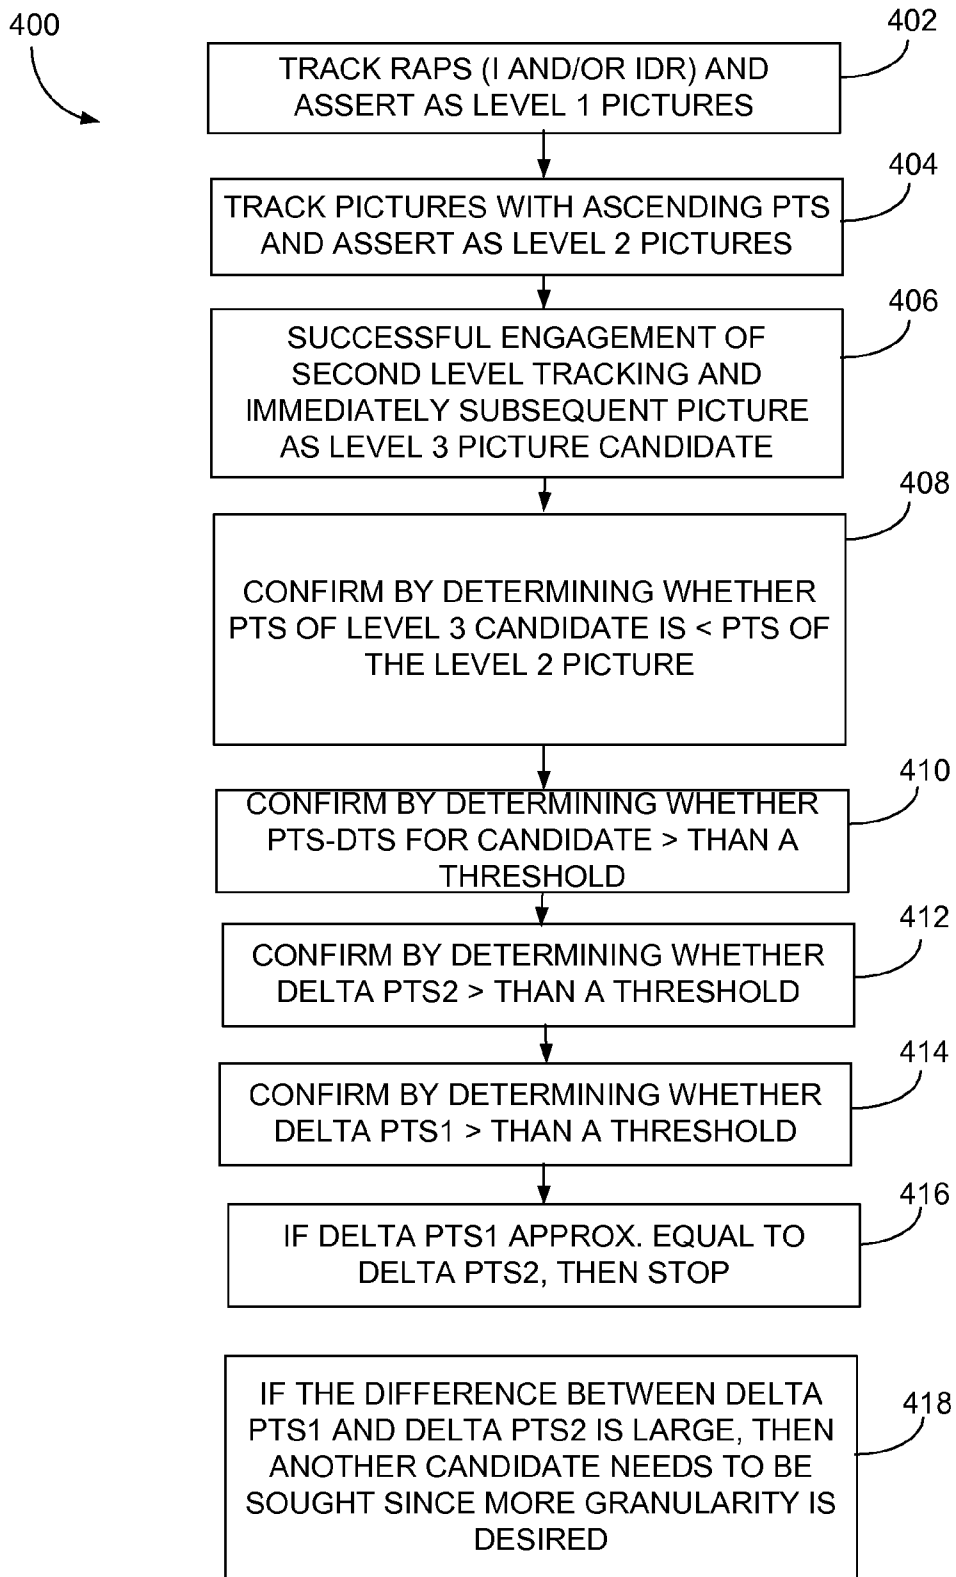 400
402
TRACK RAPS (I AND/OR IDR) AND
ASSERT AS LEVEL 1 PICTURES
404
TRACK PICTURES WITH ASCENDING PTS
AND ASSERT AS LEVEL 2 PICTURES
406
SUCCESSFUL ENGAGEMENT OF
SECOND LEVEL TRACKING AND
IMMEDIATELY SUBSEQUENT PICTURE
AS LEVEL 3 PICTURE CANDIDATE
408
CONFIRM BY DETERMINING WHETHER
PTS OF LEVEL 3 CANDIDATE IS < PTS OF
THE LEVEL 2 PICTURE
410
CONFIRM BY DETERMINING WHETHER
PTS-DTS FOR CANDIDATE > THAN A
THRESHOLD
412
CONFIRM BY DETERMINING WHETHER
DELTA PTS2 > THAN A THRESHOLD
414
CONFIRM BY DETERMINING WHETHER
DELTA PTS1 > THAN A THRESHOLD
416
IF DELTA PTS1 APPROX. EQUAL TO
DELTA PTS2, THEN STOP
418
IF THE DIFFERENCE BETWEEN DELTA
PTS1 AND DELTA PTS2 IS LARGE, THEN
ANOTHER CANDIDATE NEEDS TO BE
SOUGHT SINCE MORE GRANULARITY IS
DESIRED